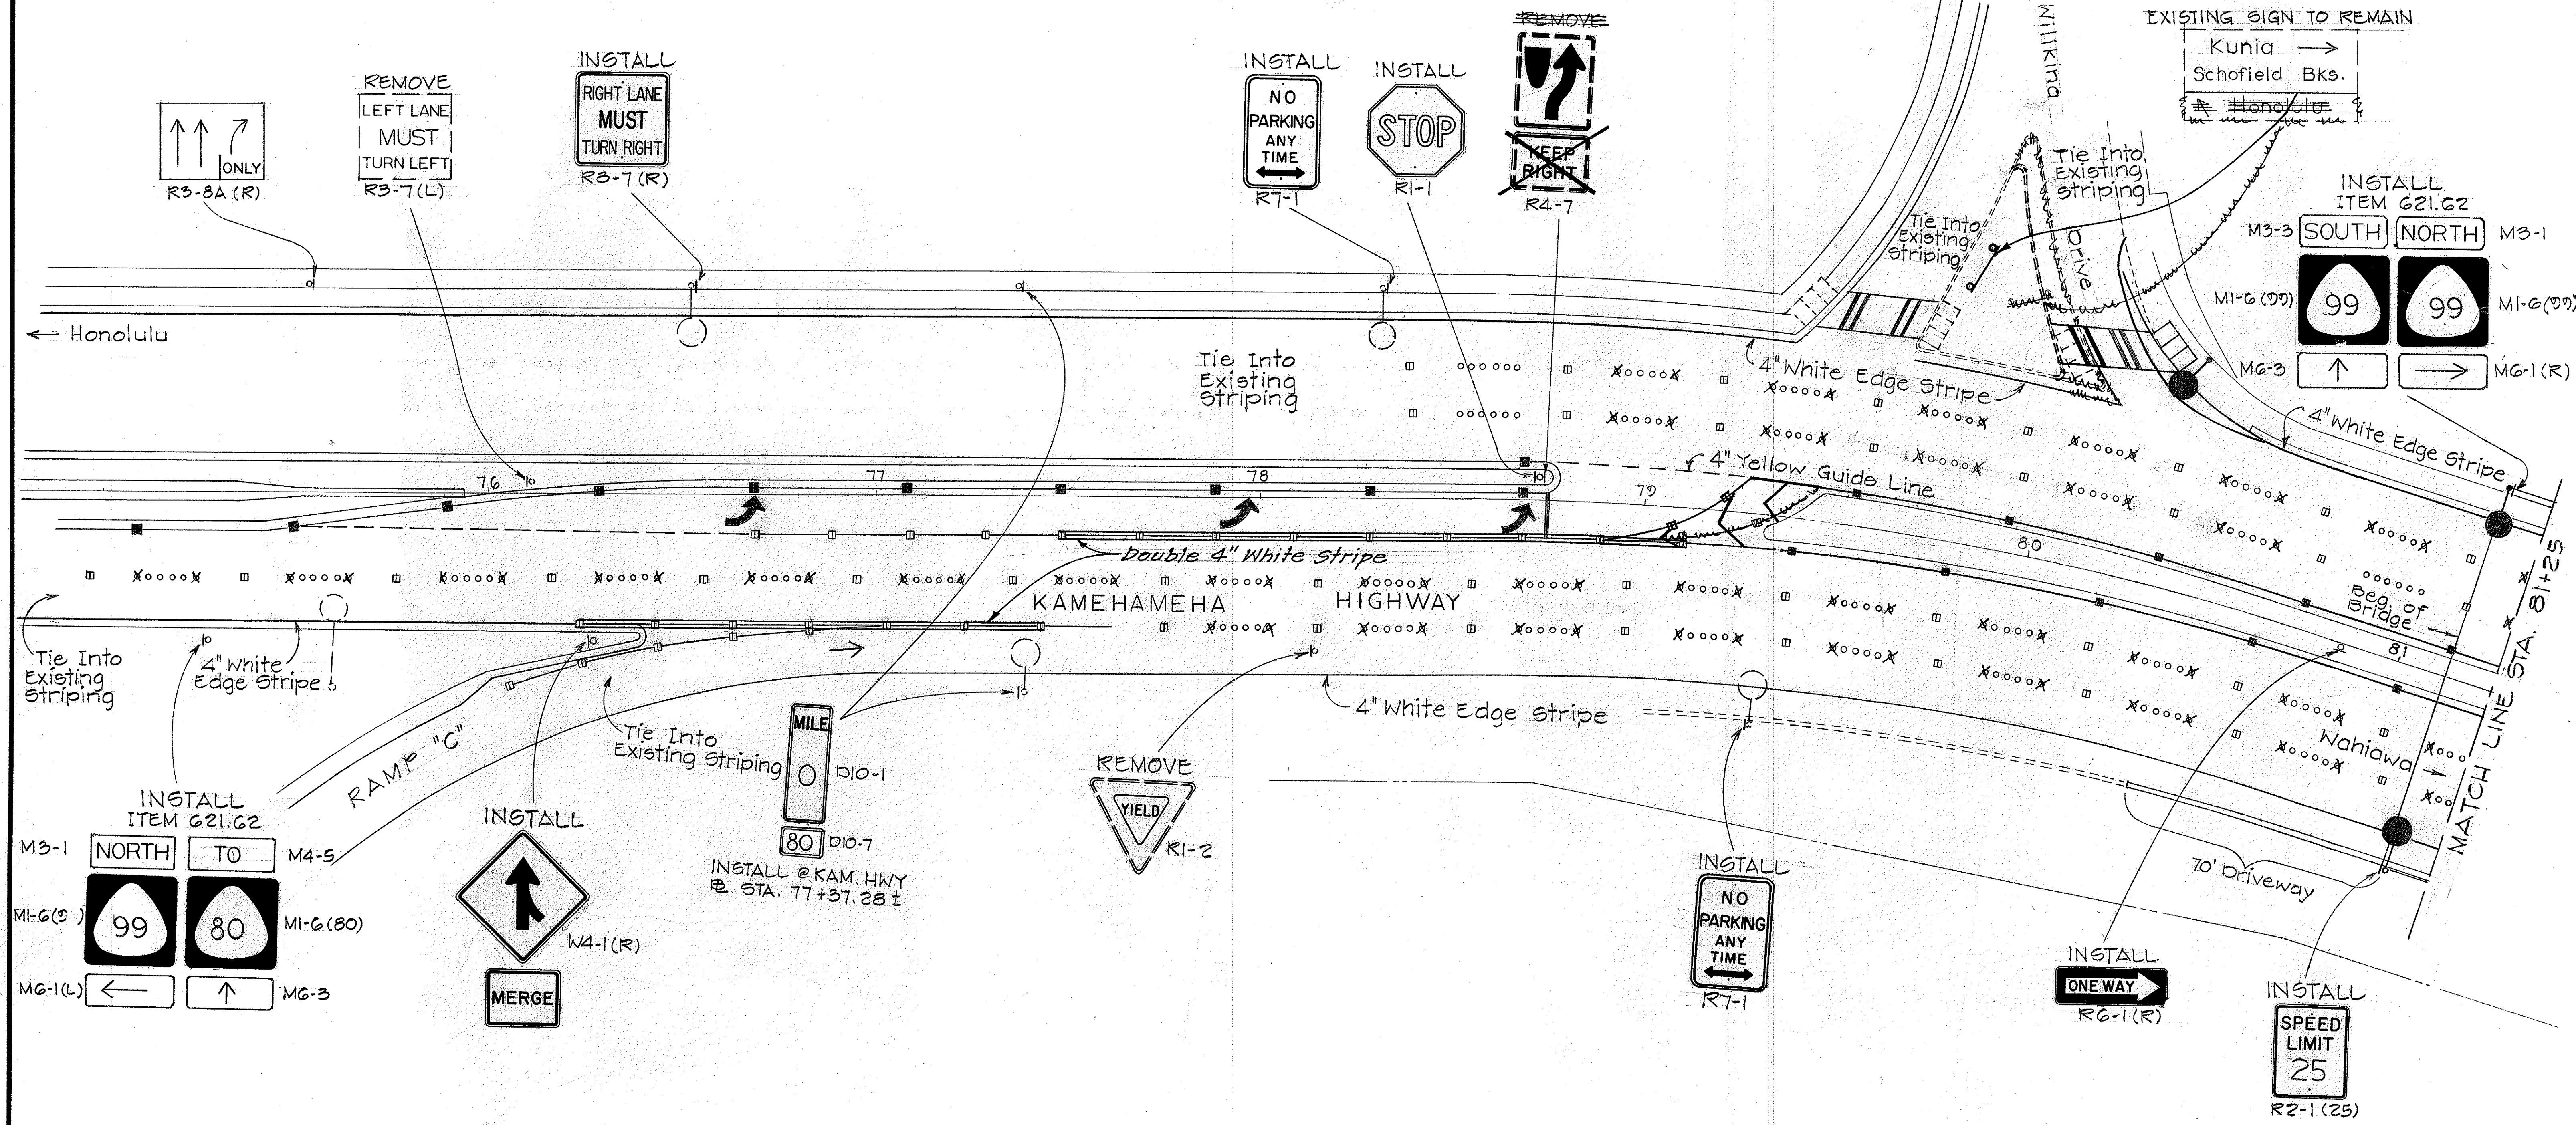 ONLY
R3-8A (R)
REMOVE
LEFT LANE
MUST
TURN LEFT
R3-7(L)
INSTALL
RIGHT LANE
MUST
TURN RIGHT
R3-7(R)
INSTALL
NO
PARKING
ANY
TIME
R7-1
INSTALL
STOP
R1-1
REMOVE
KEEP
RIGHT
R4-7
Wilikina
Drive
EXISTING SIGN TO REMAIN
Kunia →
Schofield Bks.
Honolulu
Tie Into
Existing
Striping
Tie Into
Existing
Striping
INSTALL
ITEM 621.62
M3-3 SOUTH NORTH M3-1
M1-6(99) 99 99 M1-6(99)
M6-3 ↑ → M6-1(R)
← Honolulu
Tie Into
Existing
Striping
4" White Edge Stripe
4" White Edge Stripe
4" Yellow Guide Line
76
77
78
79
80
81
Double 4" White Stripe
KAMEHAMEHA HIGHWAY
Beg. of
Bridge
MATCH LINE STA. 81+25
Tie Into
Existing
Striping
4" White
Edge Stripe
RAMP "C"
Tie Into
Existing Striping
4" White Edge Stripe
Wahiawa →
70' Driveway
INSTALL
ITEM 621.62
M3-1 NORTH TO M4-5
99 80 M1-6(80)
M6-1(L) ← ↑ M6-3
INSTALL
W4-1(R)
MERGE
MILE
0
D10-1
80 D10-7
INSTALL @ KAM. HWY
℄ STA. 77+37.28±
REMOVE
YIELD
R1-2
INSTALL
NO
PARKING
ANY
TIME
R7-1
INSTALL
ONE WAY
R6-1(R)
INSTALL
SPEED
LIMIT
25
R2-1(25)